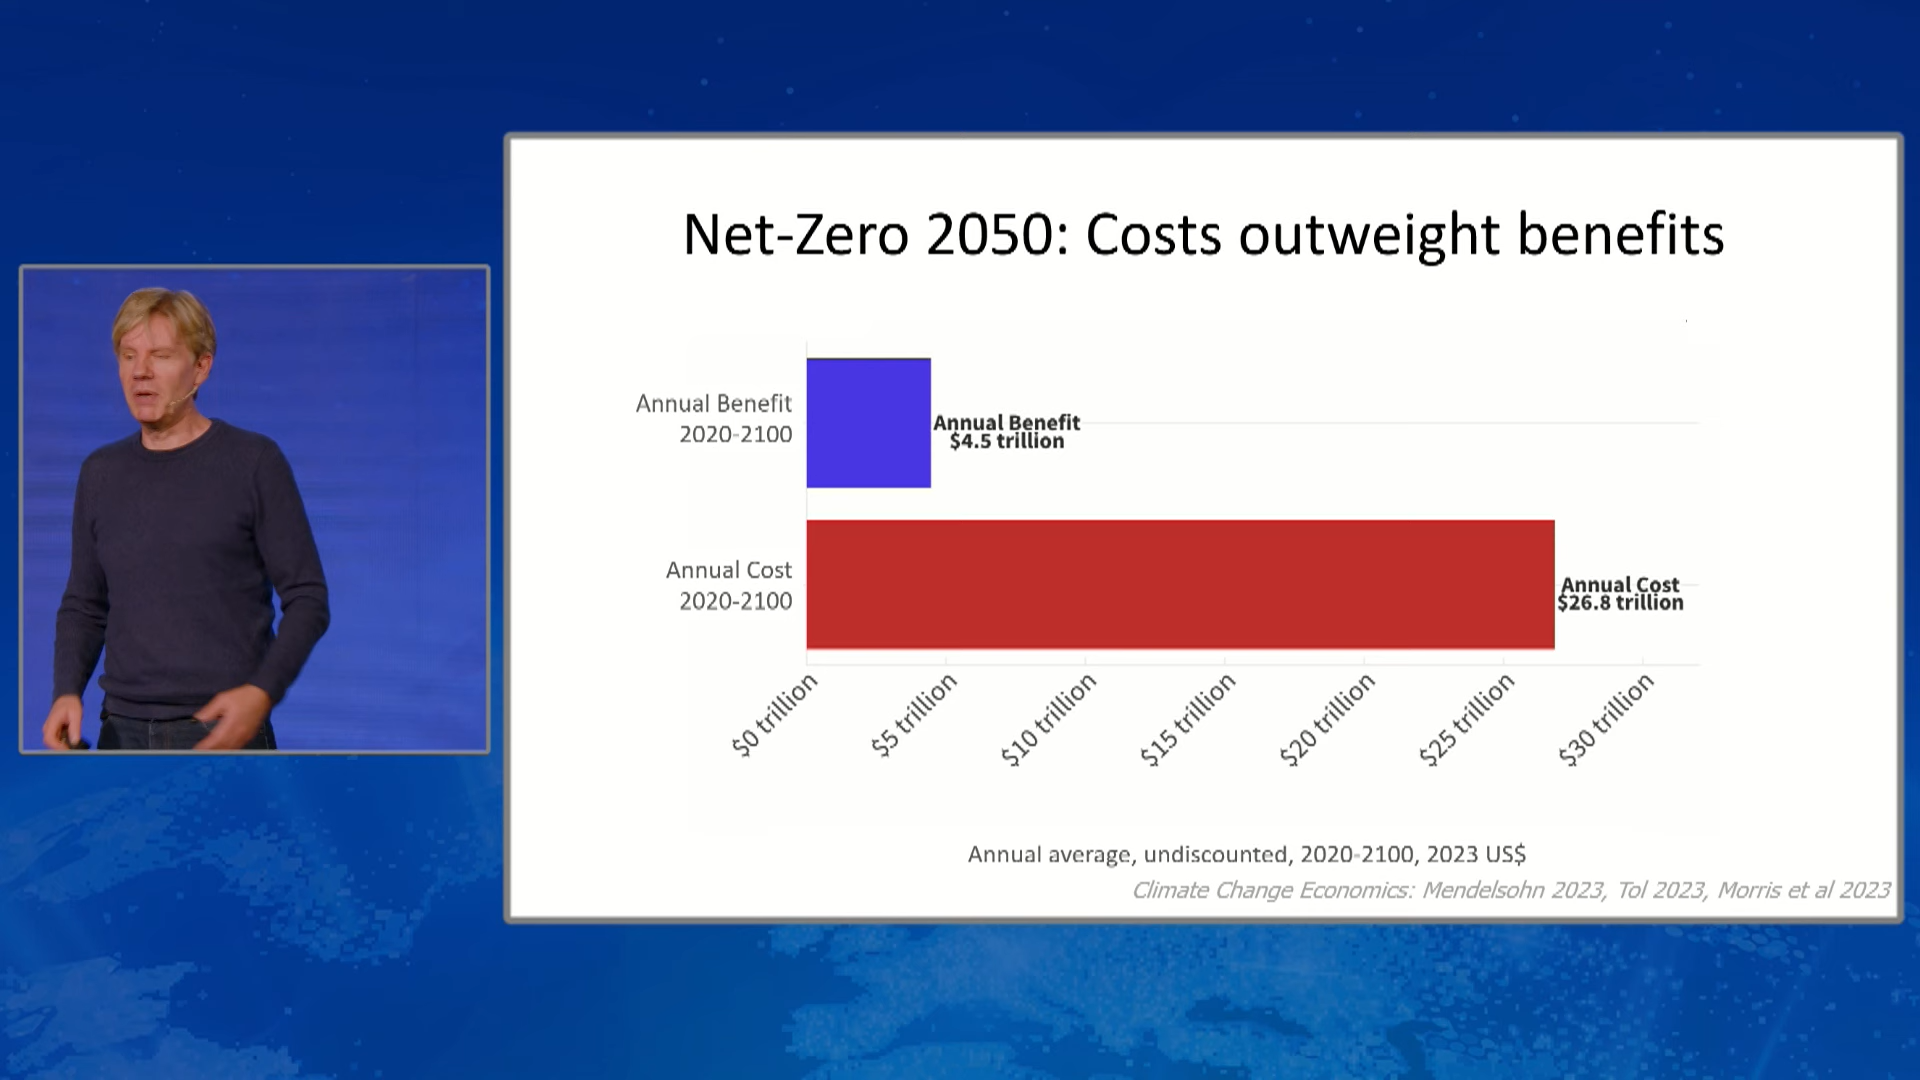 Net-Zero 2050: Costs outweight benefits
Annual Benefit
2020-2100
Annual Benefit
$4.5 trillion
Annual Cost
2020-2100
Annual Cost
$26.8 trillion
$0 trillion
$5 trillion
$10 trillion
$15 trillion
$20 trillion
$25 trillion
$30 trillion
Annual average, undiscounted, 2020-2100, 2023 US$
Climate Change Economics: Mendelsohn 2023, Tol 2023, Morris et al 2023